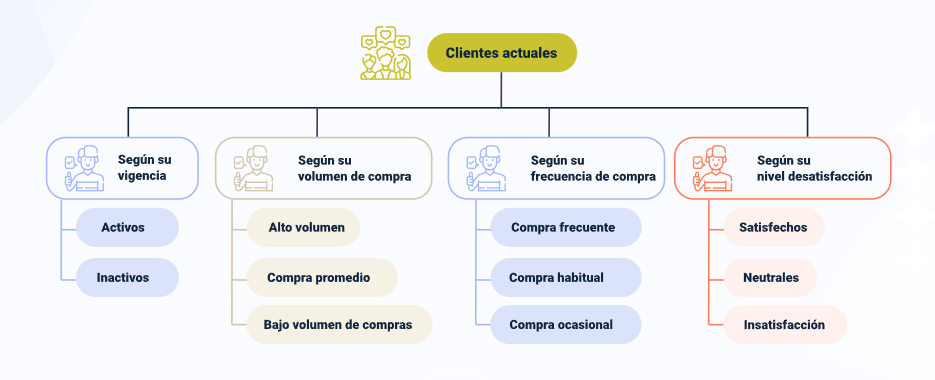 Clientes actuales
Según su
vigencia
Activos
Inactivos
Según su
volumen de compra
Alto volumen
Compra promedio
Bajo volumen de compras
Según su
frecuencia de compra
Compra frecuente
Compra habitual
Compra ocasional
Según su
nivel desatisfacción
Satisfechos
Neutrales
Insatisfacción